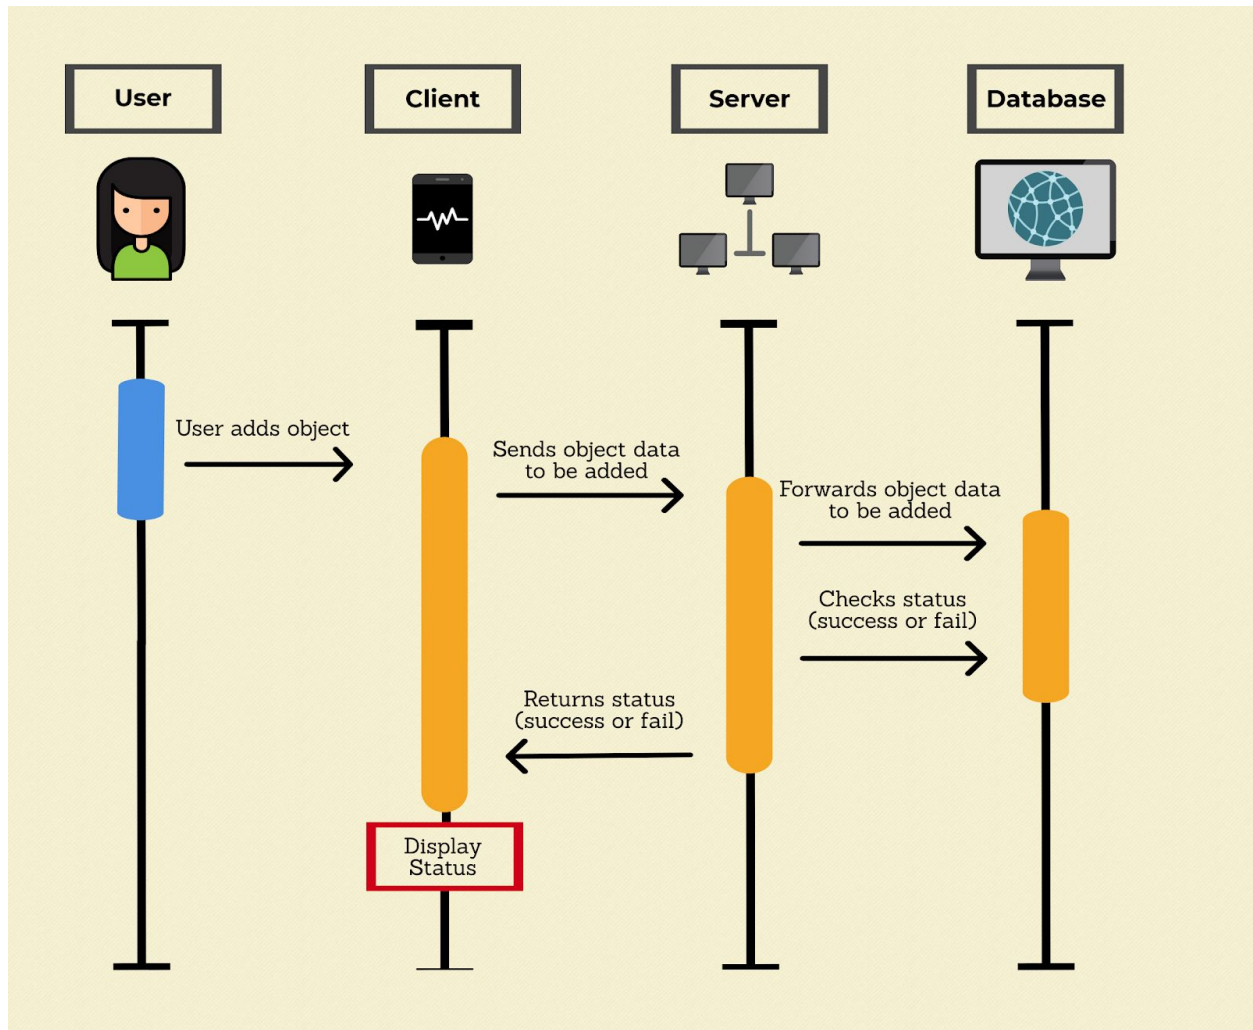 User
Client
Server
Database
User adds object
Sends object data
to be added
Forwards object data
to be added
Checks status
(success or fail)
Returns status
(success or fail)
Display
Status